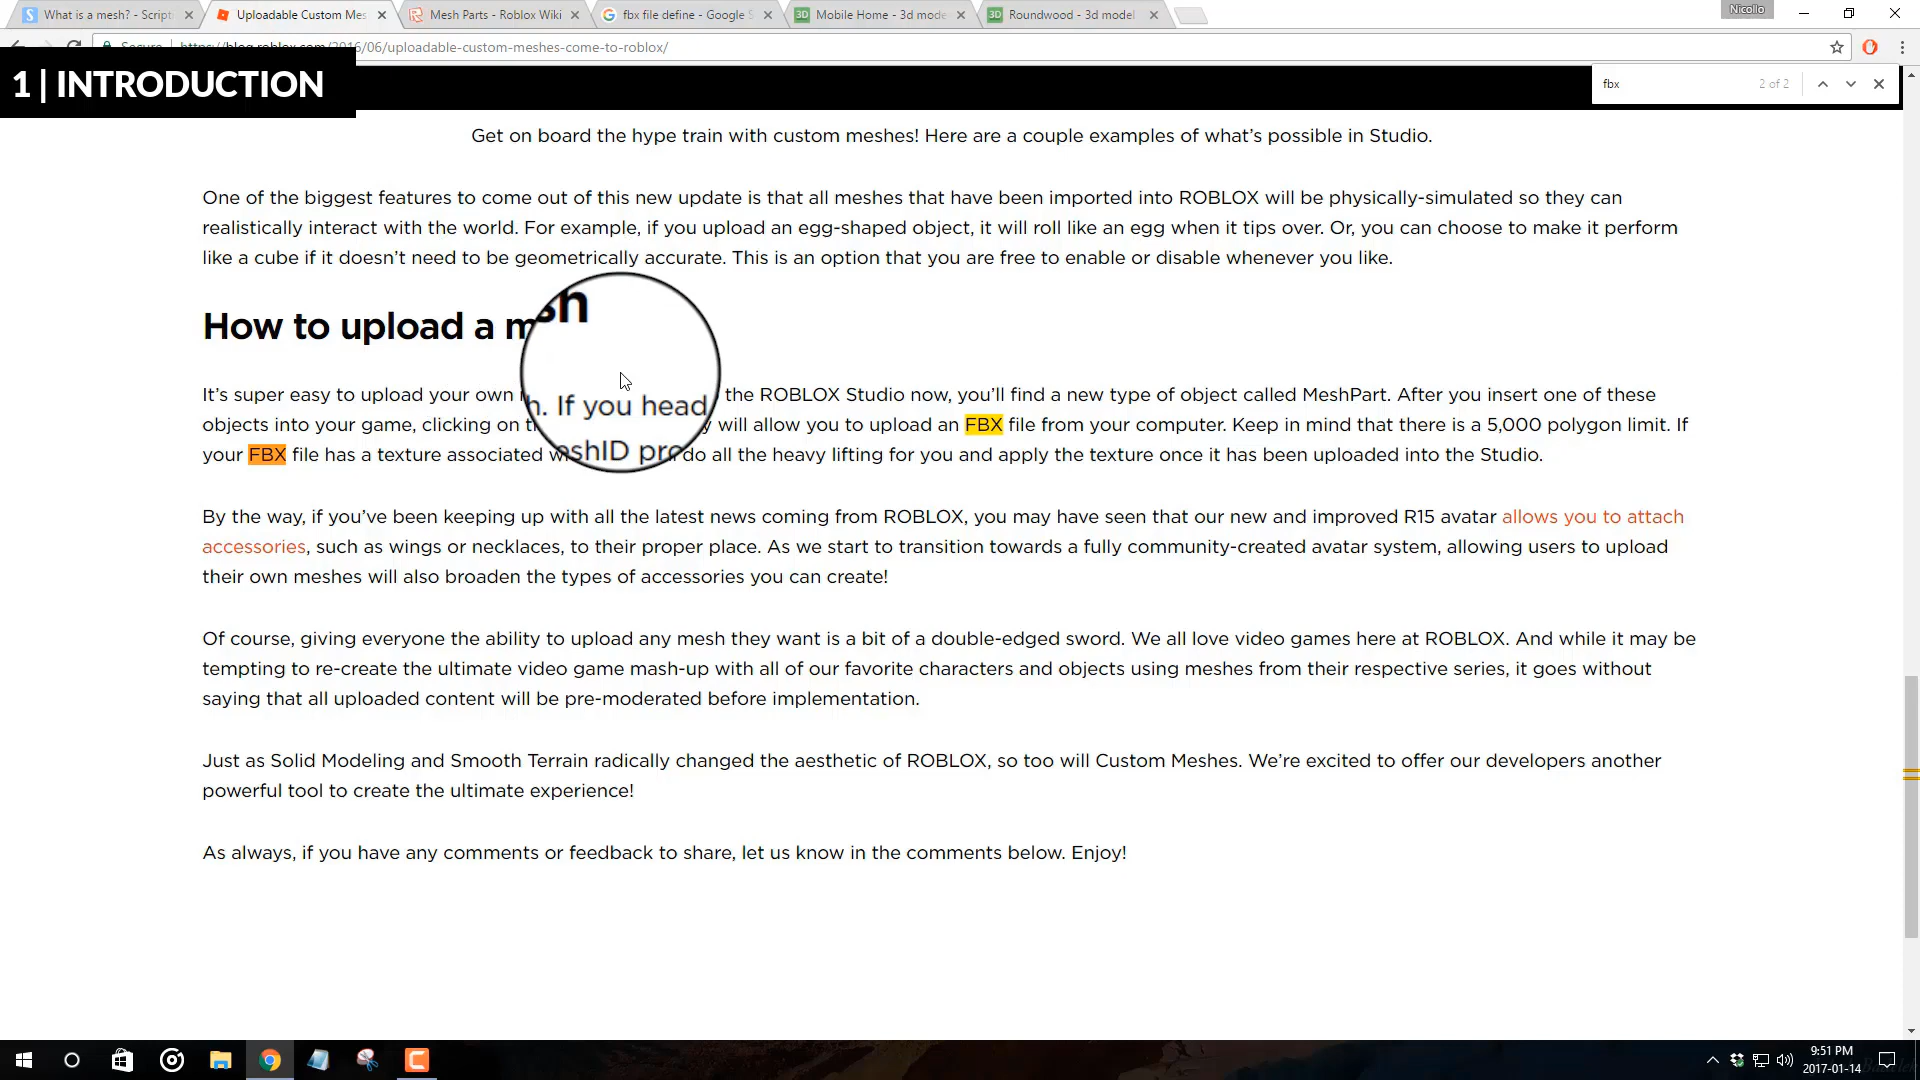 What is a mesh? - Script
Uploadable Custom Mes
Mesh Parts - Roblox Wiki
fbx file define - Google S
Mobile Home - 3d mode
Roundwood - 3d model
Nicollo
Secure
https://blog.roblox.com/2016/06/uploadable-custom-meshes-come-to-roblox/
1 | INTRODUCTION
fbx
2 of 2
Get on board the hype train with custom meshes! Here are a couple examples of what's possible in Studio.
One of the biggest features to come out of this new update is that all meshes that have been imported into ROBLOX will be physically-simulated so they can
realistically interact with the world. For example, if you upload an egg-shaped object, it will roll like an egg when it tips over. Or, you can choose to make it perform
like a cube if it doesn't need to be geometrically accurate. This is an option that you are free to enable or disable whenever you like.
How to upload a mesh
It's super easy to upload your own h. If you head the ROBLOX Studio now, you'll find a new type of object called MeshPart. After you insert one of these
objects into your game, clicking on eshID pro will allow you to upload an FBX file from your computer. Keep in mind that there is a 5,000 polygon limit. If
your FBX file has a texture associated do all the heavy lifting for you and apply the texture once it has been uploaded into the Studio.
By the way, if you've been keeping up with all the latest news coming from ROBLOX, you may have seen that our new and improved R15 avatar allows you to attach
accessories, such as wings or necklaces, to their proper place. As we start to transition towards a fully community-created avatar system, allowing users to upload
their own meshes will also broaden the types of accessories you can create!
Of course, giving everyone the ability to upload any mesh they want is a bit of a double-edged sword. We all love video games here at ROBLOX. And while it may be
tempting to re-create the ultimate video game mash-up with all of our favorite characters and objects using meshes from their respective series, it goes without
saying that all uploaded content will be pre-moderated before implementation.
Just as Solid Modeling and Smooth Terrain radically changed the aesthetic of ROBLOX, so too will Custom Meshes. We're excited to offer our developers another
powerful tool to create the ultimate experience!
As always, if you have any comments or feedback to share, let us know in the comments below. Enjoy!
9:51 PM
2017-01-14